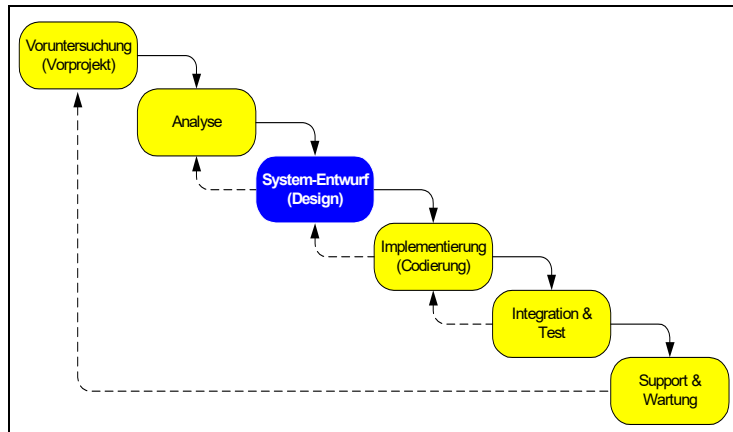 Voruntersuchung
(Vorprojekt)
Analyse
System-Entwurf
(Design)
Implementierung
(Codierung)
Integration &
Test
Support &
Wartung